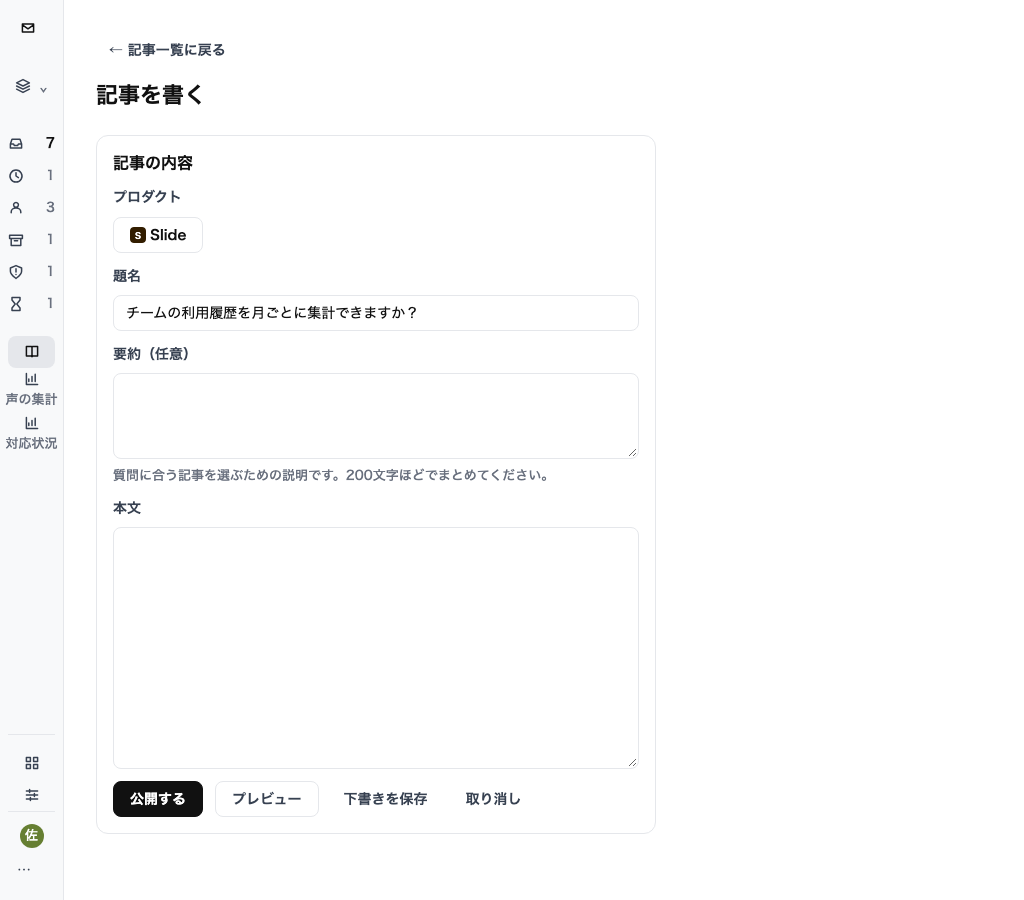 ← 記事一覧に戻る
記事を書く
7
1
3
1
1
1
声の集計
対応状況
佐
…
記事の内容
プロダクト
S Slide
題名
チームの利用履歴を月ごとに集計できますか？
要約（任意）
質問に合う記事を選ぶための説明です。200文字ほどでまとめてください。
本文
公開する
プレビュー
下書きを保存
取り消し